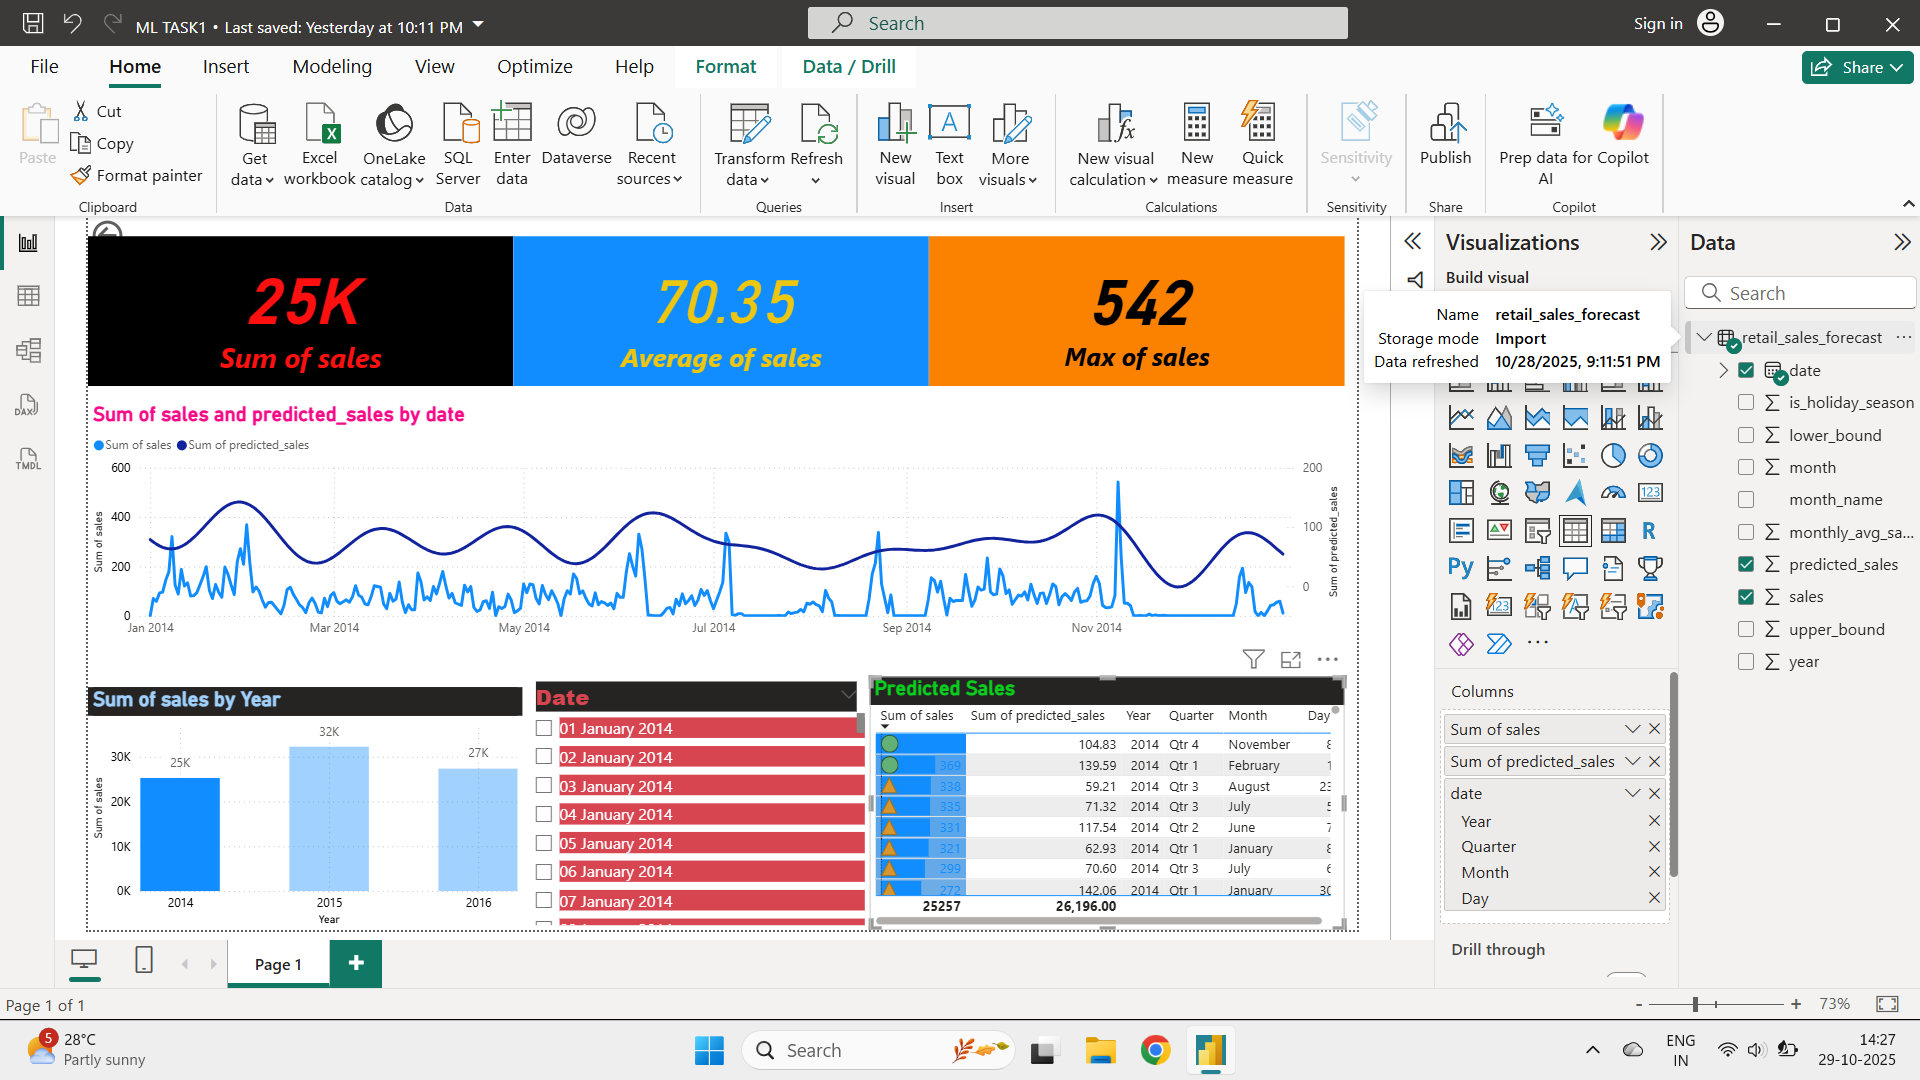 ML TASK1 • Last saved: Yesterday at 10:11 PM
Search
Sign in
File
Home
Insert
Modeling
View
Optimize
Help
Format
Data / Drill
Share
Paste
Cut
Copy
Format painter
Clipboard
Get data
Excel workbook
OneLake catalog
SQL Server
Enter data
Dataverse
Recent sources
Data
Transform data
Refresh
Queries
New visual
Text box
More visuals
Insert
New visual calculation
New measure
Quick measure
Calculations
Sensitivity
Sensitivity
Publish
Share
Prep data for AI
Copilot
Copilot
DAX
TMDL
25K
Sum of sales
70.35
Average of sales
542
Max of sales
Sum of sales and predicted_sales by date
Sum of sales
Sum of predicted_sales
600
400
200
0
Sum of sales
200
100
0
Sum of predicted_sales
Jan 2014
Mar 2014
May 2014
Jul 2014
Sep 2014
Nov 2014
Sum of sales by Year
30K
20K
10K
0K
Sum of sales
25K
32K
27K
2014
2015
2016
Year
Date
01 January 2014
02 January 2014
03 January 2014
04 January 2014
05 January 2014
06 January 2014
07 January 2014
Predicted Sales
Sum of sales Sum of predicted_sales Year Quarter Month Day
104.83 2014 Qtr 4 November 8
369 139.59 2014 Qtr 1 February 1
338 59.21 2014 Qtr 3 August 23
335 71.32 2014 Qtr 3 July 5
331 117.54 2014 Qtr 2 June 7
321 62.93 2014 Qtr 1 January 8
299 70.60 2014 Qtr 3 July 6
272 142.06 2014 Qtr 1 January 30
25257 26,196.00
Visualizations
Build visual
Name retail_sales_forecast
Storage mode Import
Data refreshed 10/28/2025, 9:11:51 PM
123
R
Py
123
Columns
Sum of sales
Sum of predicted_sales
date
Year
Quarter
Month
Day
Drill through
Data
Search
retail_sales_forecast
date
is_holiday_season
lower_bound
month
month_name
monthly_avg_sa...
predicted_sales
sales
upper_bound
year
Page 1
Page 1 of 1
- + 73%
5
28°C
Partly sunny
Search
ENG
IN
14:27
29-10-2025